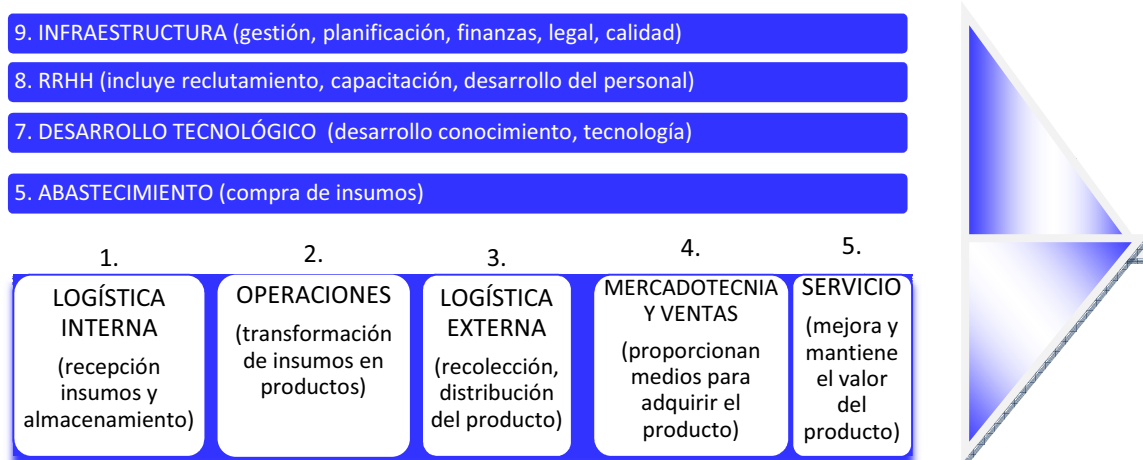 9. INFRAESTRUCTURA (gestión, planificación, finanzas, legal, calidad)
8. RRHH (incluye reclutamiento, capacitación, desarrollo del personal)
7. DESARROLLO TECNOLÓGICO (desarrollo conocimiento, tecnología)
5. ABASTECIMIENTO (compra de insumos)
1.
LOGÍSTICA
INTERNA
(recepción
insumos y
almacenamiento)
2.
OPERACIONES
(transformación
de insumos en
productos)
3.
LOGÍSTICA
EXTERNA
(recolección,
distribución
del producto)
4.
MERCADOTECNIA
Y VENTAS
(proporcionan
medios para
adquirir el
producto)
5.
SERVICIO
(mejora y
mantiene
el valor
del
producto)